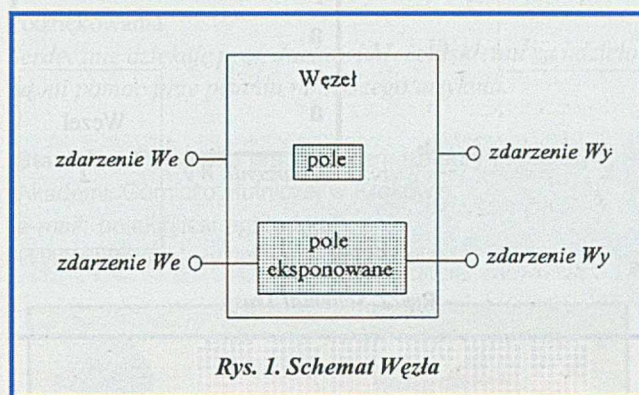 Węzeł
zdarzenie We
pole
zdarzenie Wy
zdarzenie We
pole
eksponowane
zdarzenie Wy
Rys. 1. Schemat Węzła